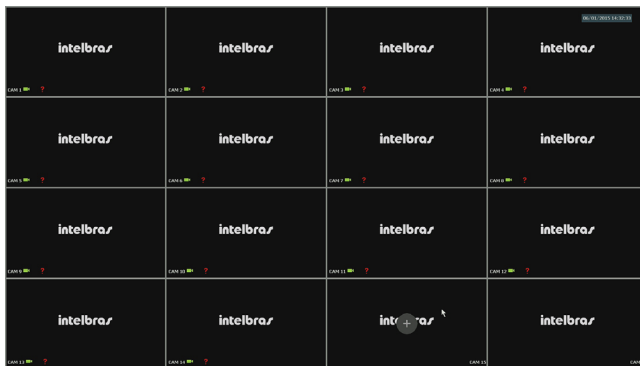 06/01/2015 14:32:33
intelbras intelbras intelbras intelbras
CAM 1 ? CAM 2 ? CAM 3 ? CAM 4 ?
intelbras intelbras intelbras intelbras
CAM 5 ? CAM 6 ? CAM 7 ? CAM 8 ?
intelbras intelbras intelbras intelbras
CAM 9 ? CAM 10 ? CAM 11 ? CAM 12 ?
intelbras intelbras intelbras intelbras
CAM 13 ? CAM 14 ? CAM 15 CAM